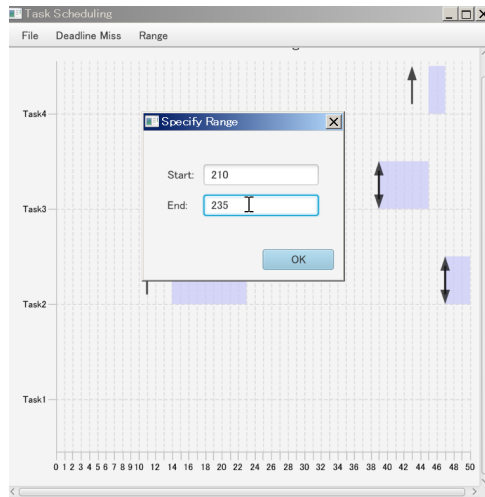 Task Scheduling
File Deadline Miss Range
Task4
Specify Range
Start: 210
Task3
End: 235
OK
Task2
Task1
0 1 2 3 4 5 6 7 8 9 10 12 14 16 18 20 22 24 26 28 30 32 34 36 38 40 42 44 46 48 50